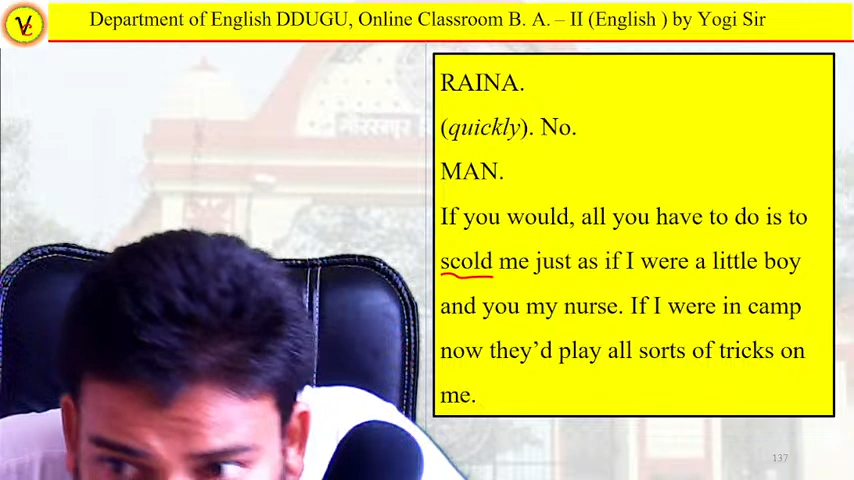 Department of English DDUGU, Online Classroom B. A. – II (English ) by Yogi Sir
RAINA.
(quickly). No.
MAN.
If you would, all you have to do is to
scold me just as if I were a little boy
and you my nurse. If I were in camp
now they’d play all sorts of tricks on
me.
137